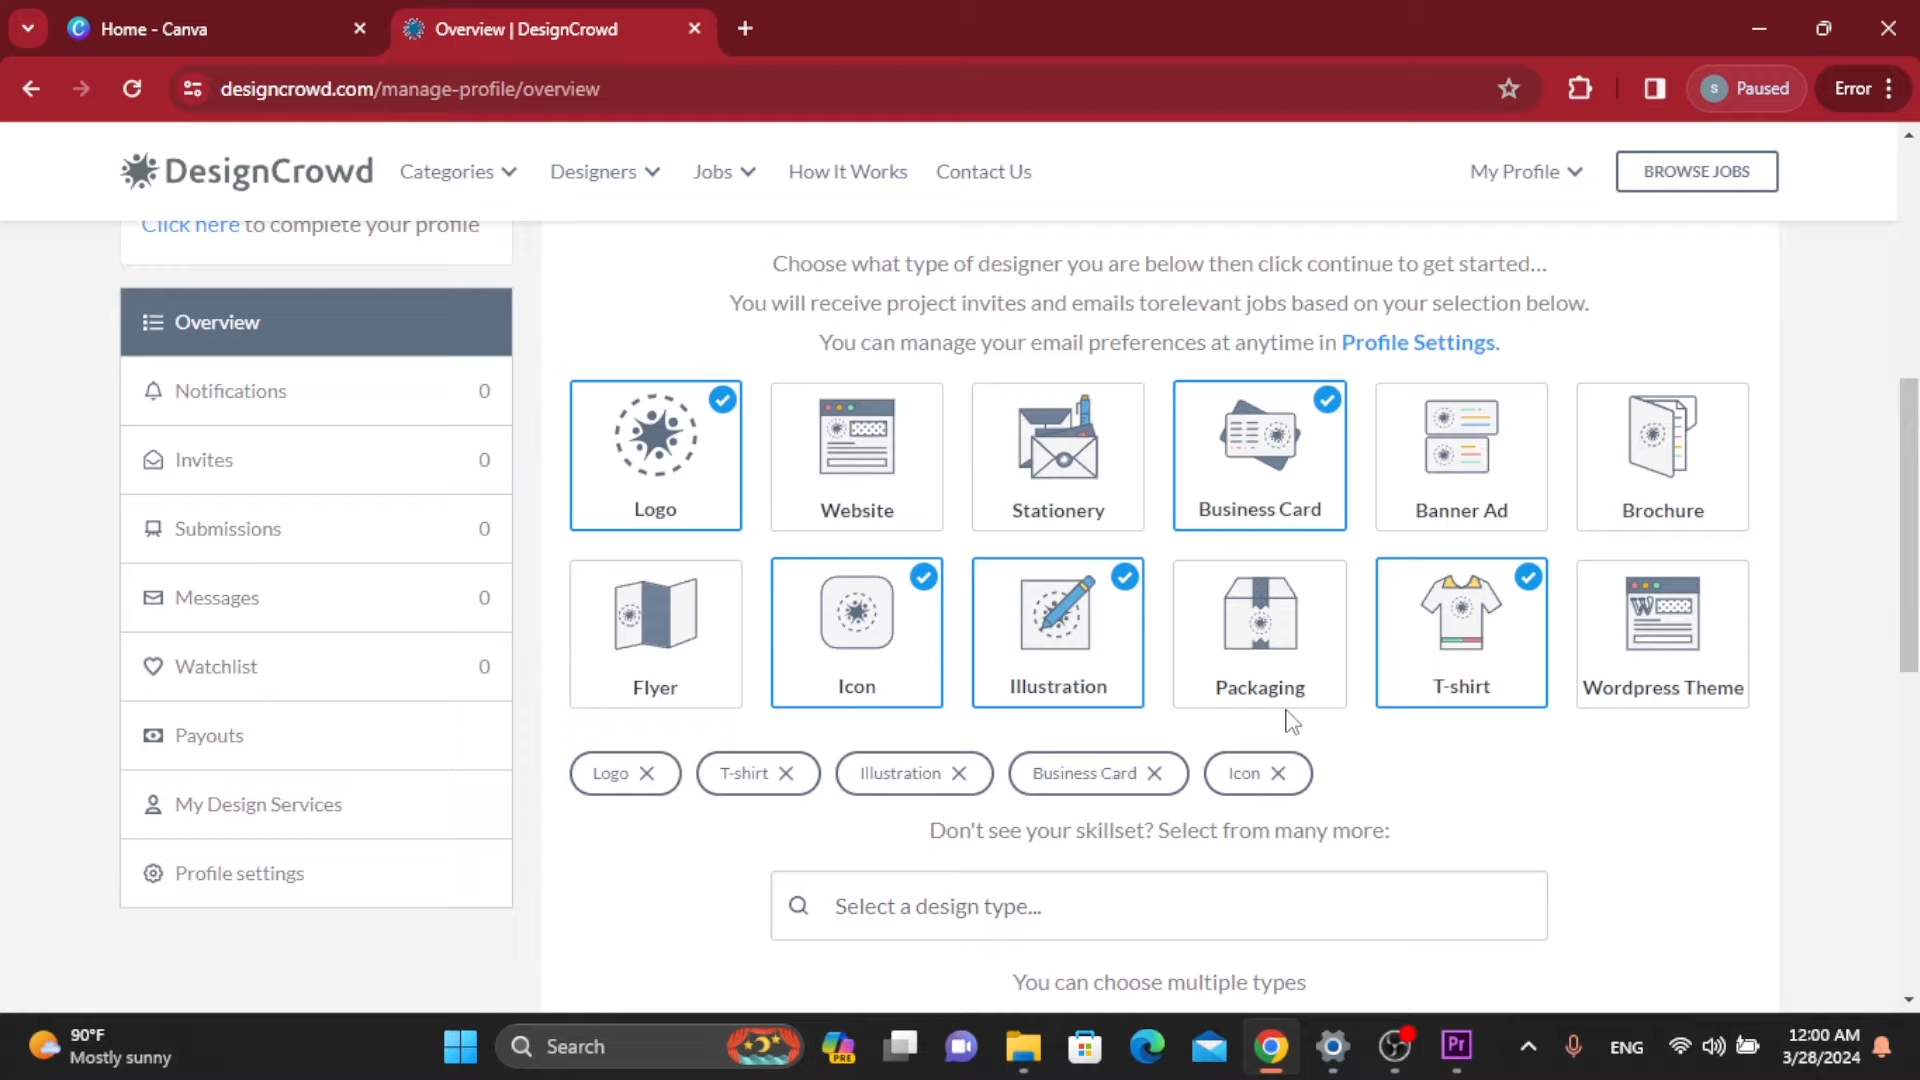 Home - Canva
Overview | DesignCrowd
designcrowd.com/manage-profile/overview
S
Paused
Error
DesignCrowd
Categories
Designers
Jobs
How It Works
Contact Us
My Profile
BROWSE JOBS
Click here to complete your profile
Overview
Notifications 0
Invites 0
Submissions 0
Messages 0
Watchlist 0
Payouts
My Design Services
Profile settings
Choose what type of designer you are below then click continue to get started...
You will receive project invites and emails torelevant jobs based on your selection below.
You can manage your email preferences at anytime in Profile Settings.
Logo
Website
Stationery
Business Card
Banner Ad
Brochure
Flyer
Icon
Illustration
Packaging
T-shirt
W
Wordpress Theme
Logo
T-shirt
Illustration
Business Card
Icon
Don't see your skillset? Select from many more:
Select a design type...
You can choose multiple types
90°F
Mostly sunny
Search
PRE
Pr
ENG
12:00 AM
3/28/2024